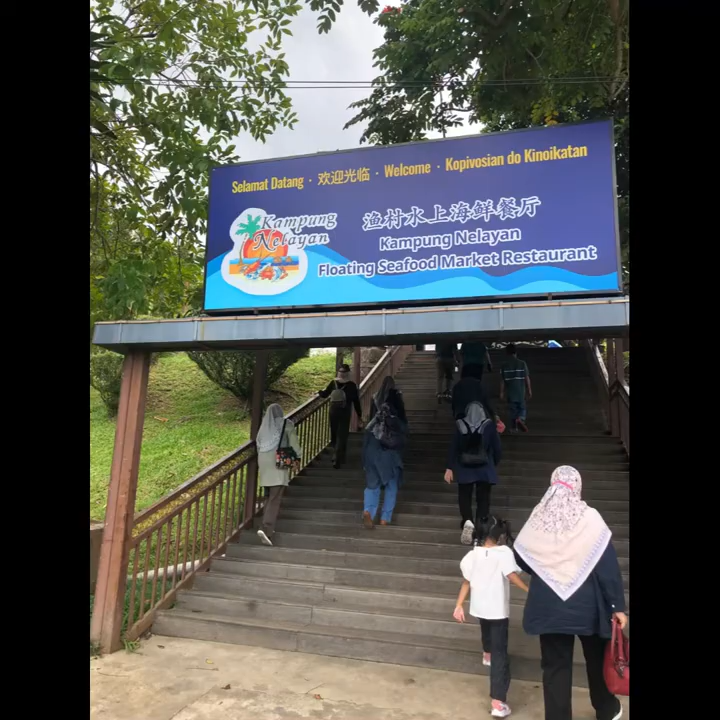 Selamat Datang · 欢迎光临 · Welcome · Kopivosian do Kinoikatan
Kampung
Nelayan
渔村水上海鲜餐厅
Kampung Nelayan
Floating Seafood Market Restaurant